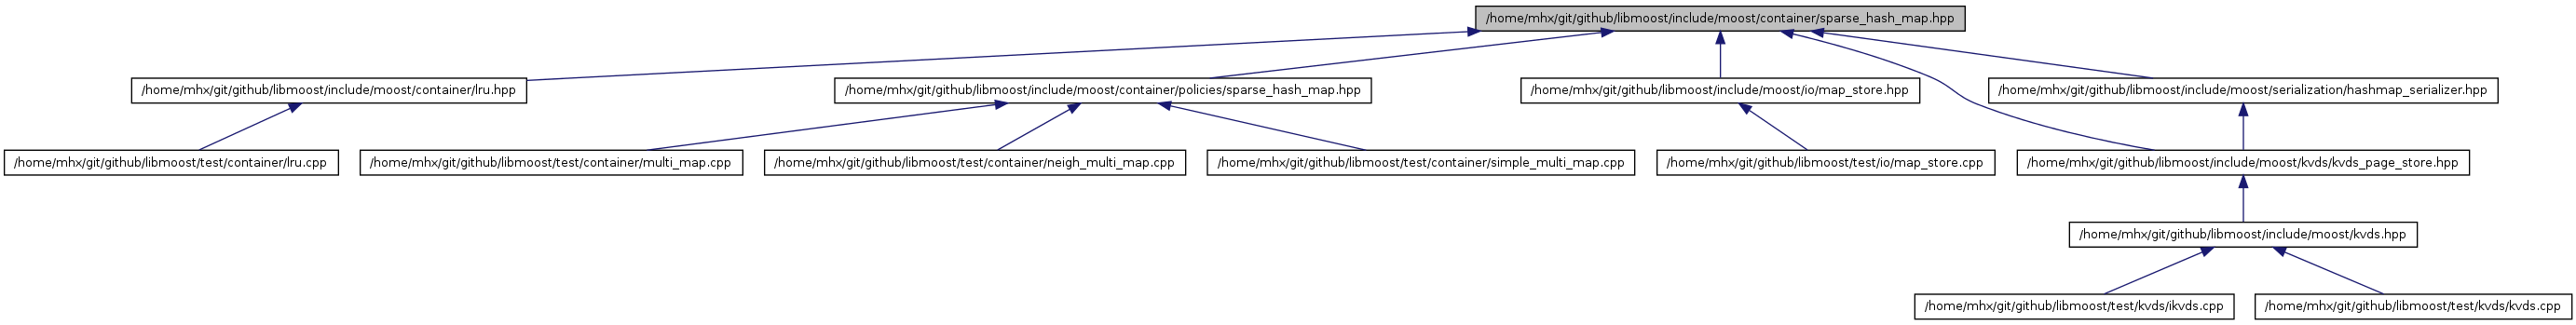 /home/mhx/git/github/libmoost/include/moost/container/sparse_hash_map.hpp
/home/mhx/git/github/libmoost/include/moost/container/lru.hpp
/home/mhx/git/github/libmoost/include/moost/container/policies/sparse_hash_map.hpp
/home/mhx/git/github/libmoost/include/moost/io/map_store.hpp
/home/mhx/git/github/libmoost/include/moost/serialization/hashmap_serializer.hpp
/home/mhx/git/github/libmoost/test/container/lru.cpp
/home/mhx/git/github/libmoost/test/container/multi_map.cpp
/home/mhx/git/github/libmoost/test/container/neigh_multi_map.cpp
/home/mhx/git/github/libmoost/test/container/simple_multi_map.cpp
/home/mhx/git/github/libmoost/test/io/map_store.cpp
/home/mhx/git/github/libmoost/include/moost/kvds/kvds_page_store.hpp
/home/mhx/git/github/libmoost/include/moost/kvds.hpp
/home/mhx/git/github/libmoost/test/kvds/ikvds.cpp
/home/mhx/git/github/libmoost/test/kvds/kvds.cpp